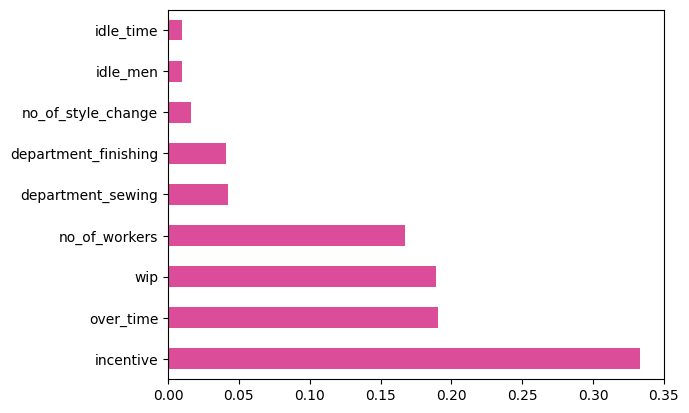 idle_time
idle_men
no_of_style_change
department_finishing
department_sewing
no_of_workers
wip
over_time
incentive
0.00 0.05 0.10 0.15 0.20 0.25 0.30 0.35